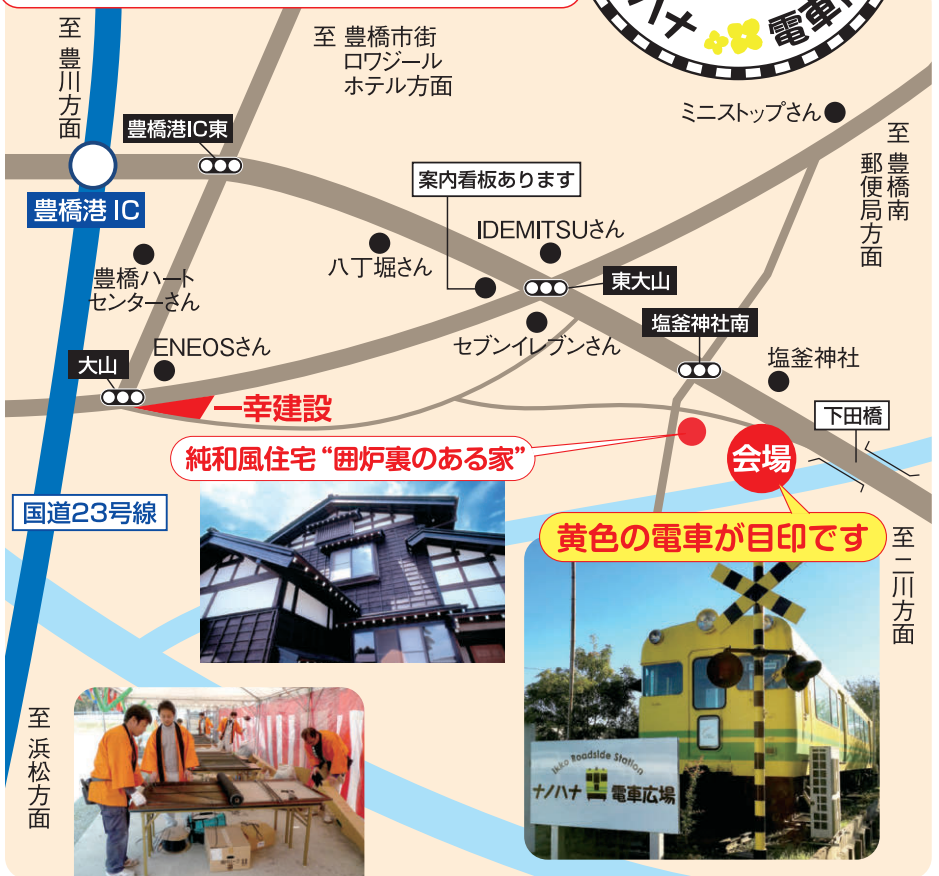 ナノハナ 電車広場
至 豊川方面
至 豊橋市街
ロワジール
ホテル方面
ミニストップさん
至 豊橋南
郵便局方面
豊橋港IC東
豊橋港 IC
案内看板あります
IDEMITSUさん
八丁堀さん
東大山
豊橋ハート
センターさん
セブンイレブンさん
塩釜神社南
ENEOSさん
大山
塩釜神社
一幸建設
下田橋
純和風住宅“囲炉裏のある家”
会場
国道23号線
黄色の電車が目印です
至 二川方面
至 浜松方面
Ikko Roadside Station
ナノハナ 電車広場